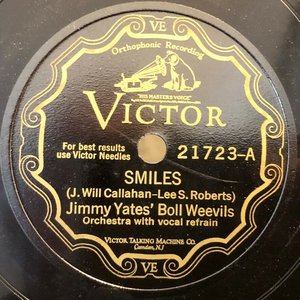 VE
Orthophonic Recording
"HIS MASTER'S VOICE"
VICTOR
For best results
use Victor Needles
21723-A
SMILES
(J. Will Callahan-Lee S. Roberts)
Jimmy Yates' Boll Weevils
Orchestra with vocal refrain
VICTOR TALKING MACHINE CO.
Camden, N.J.
VE